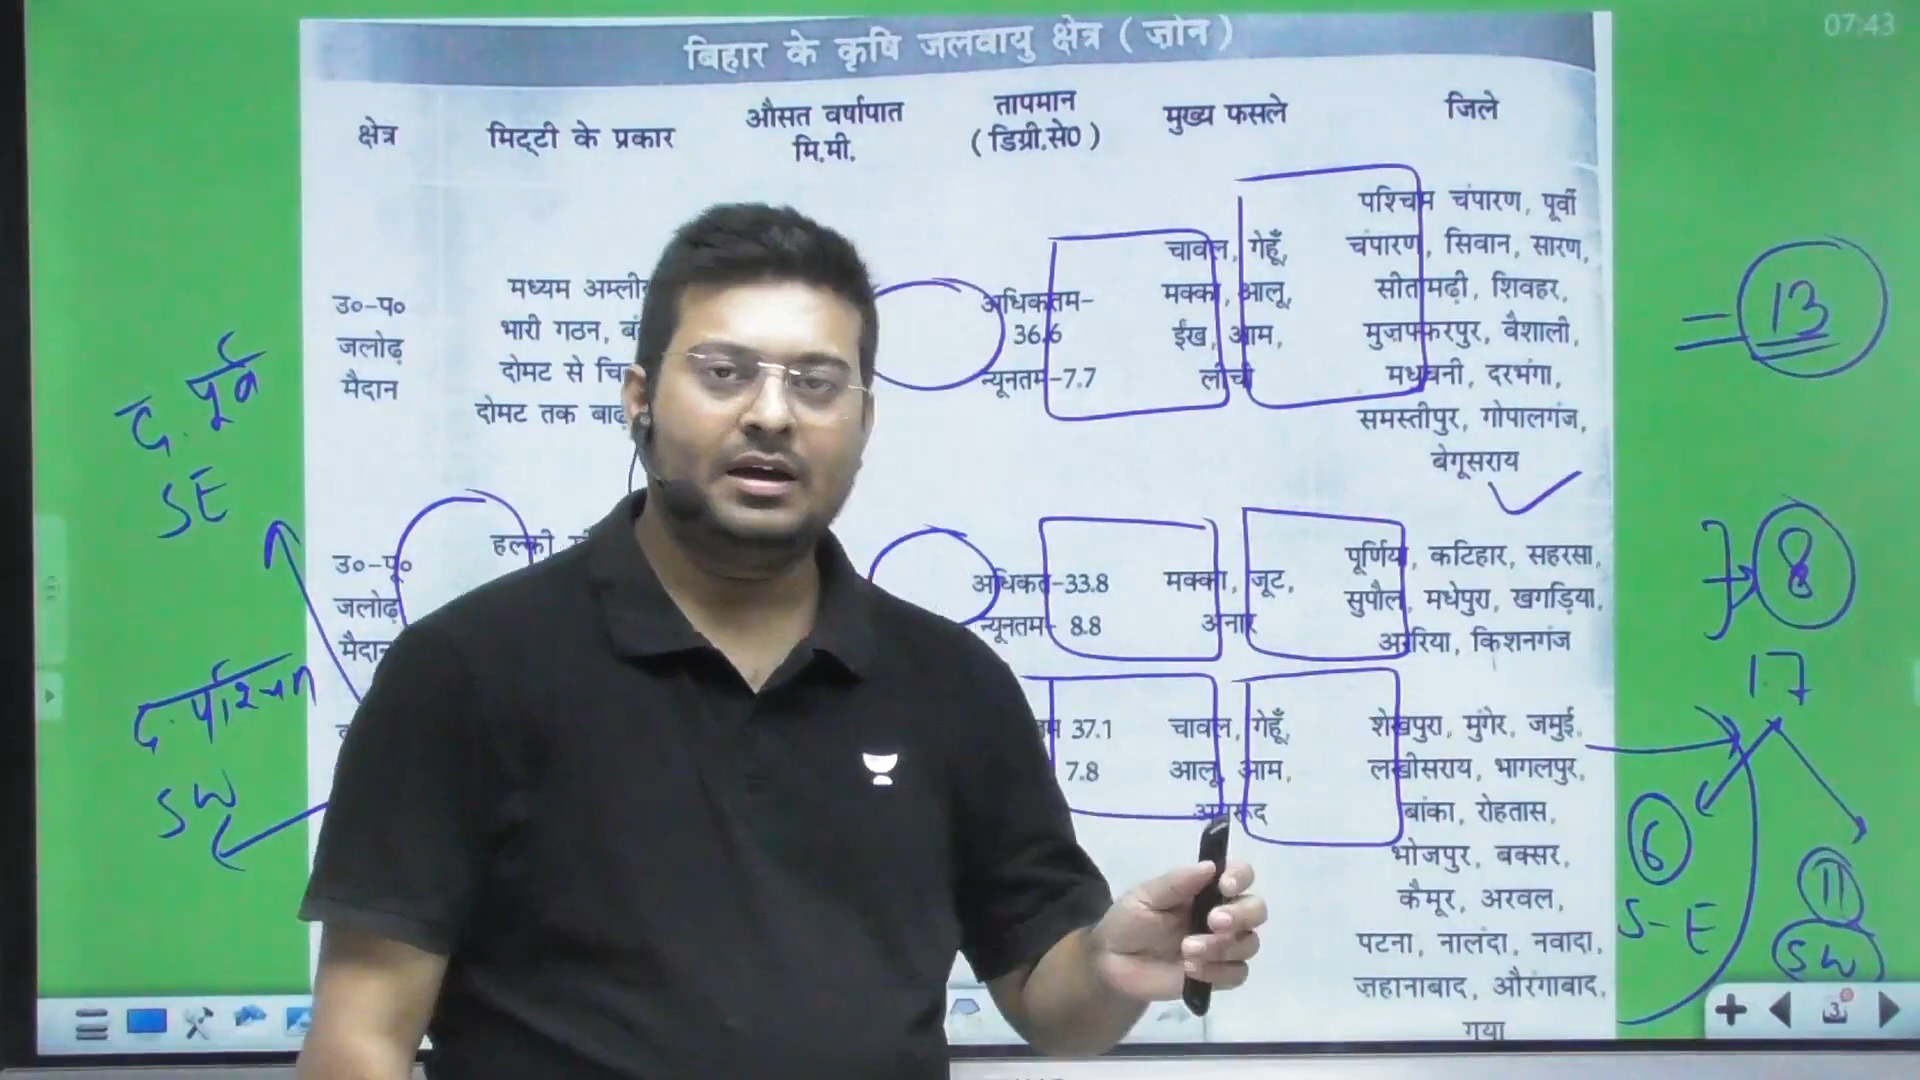 07:43
बिहार के कृषि जलवायु क्षेत्र ( ज़ोन )
क्षेत्र
मिट्टी के प्रकार
औसत वर्षापात
मि.मी.
तापमान
( डिग्री.से0 )
मुख्य फसले
जिले
उ०-प०
जलोढ़
मैदान
मध्यम
भारी गठन,
दोमट से
दोमट तक
अधिकतम-
36.6
न्यूनतम-7.7
चावल, गेहूँ,
मक्का, आलू,
ईख, आम,
लीची
पश्चिम चंपारण, पूर्वी
चंपारण, सिवान, सारण,
सीतामढ़ी, शिवहर,
मुज़फ्फरपुर, वैशाली,
मधुबनी, दरभंगा,
समस्तीपुर, गोपालगंज,
बेगूसराय
= 13
द. पूर्व
SE
उ०-पू०
जलोढ़
मैदान
हल्की
अधिकत-33.8
न्यूनतम- 8.8
मक्का, जूट,
अनार
पूर्णिया, कटिहार, सहरसा,
सुपौल, मधेपुरा, खगड़िया,
अररिया, किशनगंज
8
द. पश्चिम
SW
37.1
7.8
चावल, गेहूँ,
आलू, आम,
अमरूद
शेखपुरा, मुंगेर, जमुई,
लखीसराय, भागलपुर,
बांका, रोहतास,
भोजपुर, बक्सर,
कैमूर, अरवल,
पटना, नालंदा, नवादा,
ज़हानाबाद, औरंगाबाद,
गया
17
6
S-E
11
SW
3